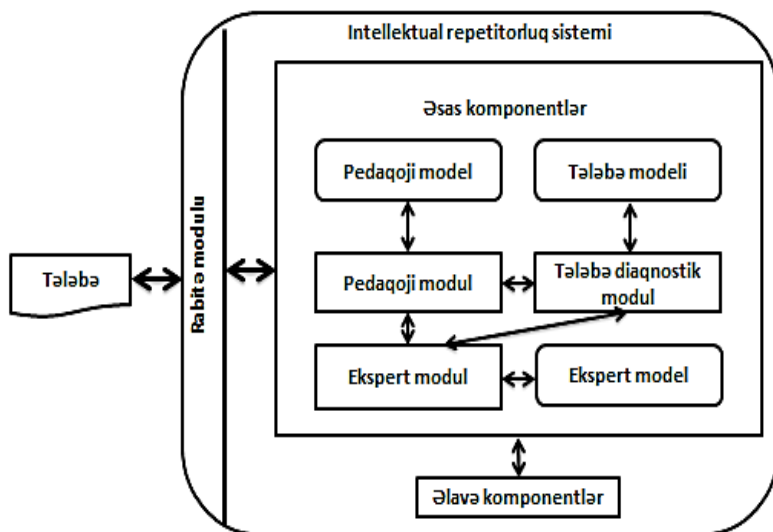 Intellektual repetitorluq sistemi
Əsas komponentlər
Pedaqoji model
Tələbə modeli
Rabitə modulu
Tələbə
Pedaqoji modul
Tələbə diaqnostik
modul
Ekspert modul
Ekspert model
Əlavə komponentlər